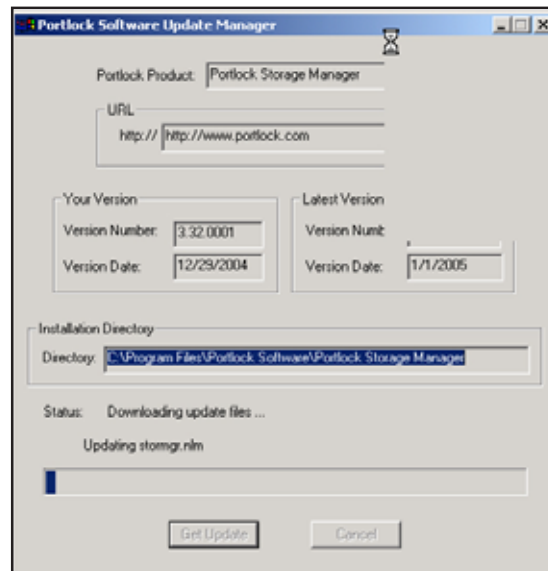 Portlock Software Update Manager
Portlock Product: Portlock Storage Manager
URL
http:// http://www.portlock.com
Your Version
Version Number: 3.32.0001
Version Date: 12/29/2004
Latest Version
Version Numb
Version Date: 1/1/2005
Installation Directory
Directory: C:\Program Files\Portlock Software\Portlock Storage Manager
Status: Downloading update files ...
Updating stormgr.nlm
Get Update
Cancel